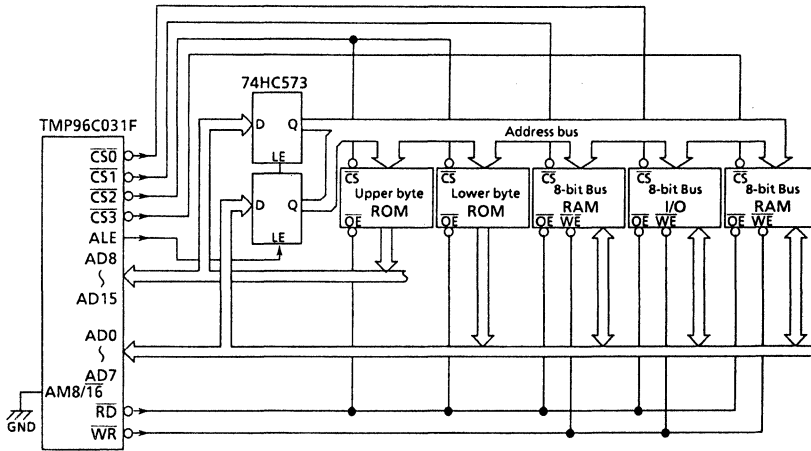 74HC573
TMP96C031F
CS0
CS1
CS2
CS3
ALE
AD8
~
AD15
AD0
~
AD7
AM8/16
RD
WR
GND
D
Q
LE
D
Q
LE
Address bus
CS
Upper byte
ROM
OE
CS
Lower byte
ROM
OE
CS
8-bit Bus
RAM
OE WE
CS
8-bit Bus
I/O
OE WE
CS
8-bit Bus
RAM
OE WE